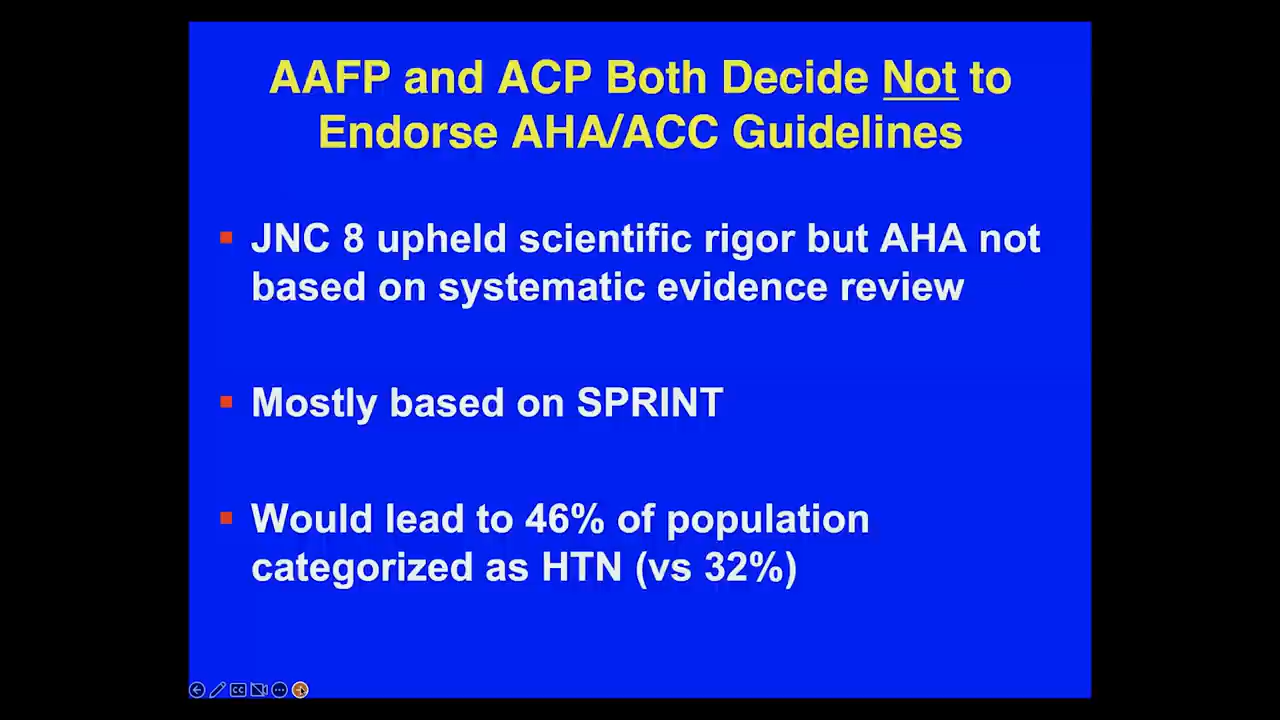 AAFP and ACP Both Decide Not to
Endorse AHA/ACC Guidelines
JNC 8 upheld scientific rigor but AHA not
based on systematic evidence review
Mostly based on SPRINT
Would lead to 46% of population
categorized as HTN (vs 32%)
CC